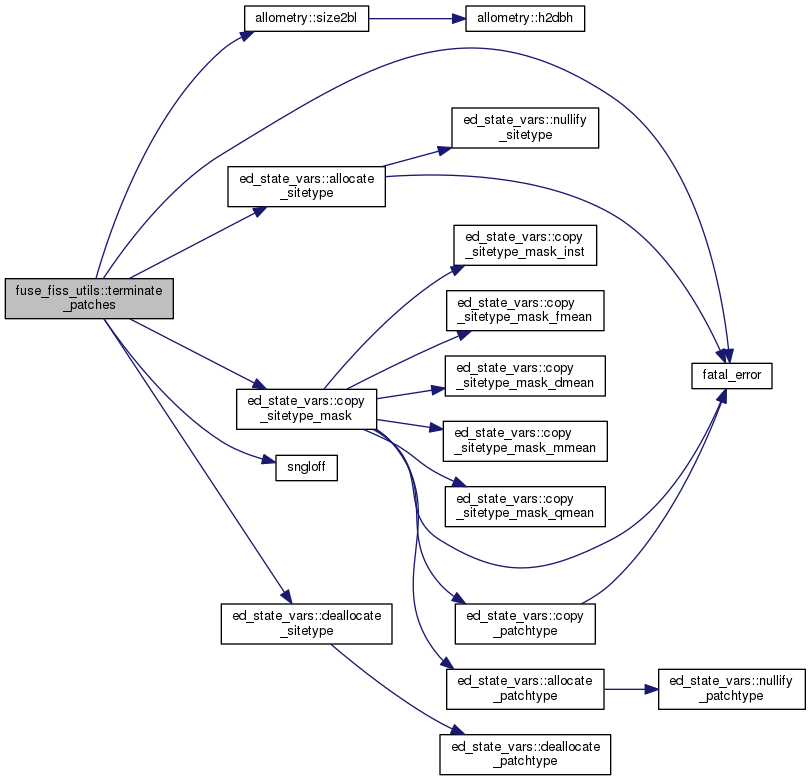 allometry::size2bl
allometry::h2dbh
ed_state_vars::nullify
_sitetype
ed_state_vars::allocate
_sitetype
ed_state_vars::copy
_sitetype_mask_inst
fuse_fiss_utils::terminate
_patches
ed_state_vars::copy
_sitetype_mask_fmean
ed_state_vars::copy
_sitetype_mask_dmean
fatal_error
ed_state_vars::copy
_sitetype_mask
ed_state_vars::copy
_sitetype_mask_mmean
sngloff
ed_state_vars::copy
_sitetype_mask_qmean
ed_state_vars::deallocate
_sitetype
ed_state_vars::copy
_patchtype
ed_state_vars::allocate
_patchtype
ed_state_vars::nullify
_patchtype
ed_state_vars::deallocate
_patchtype